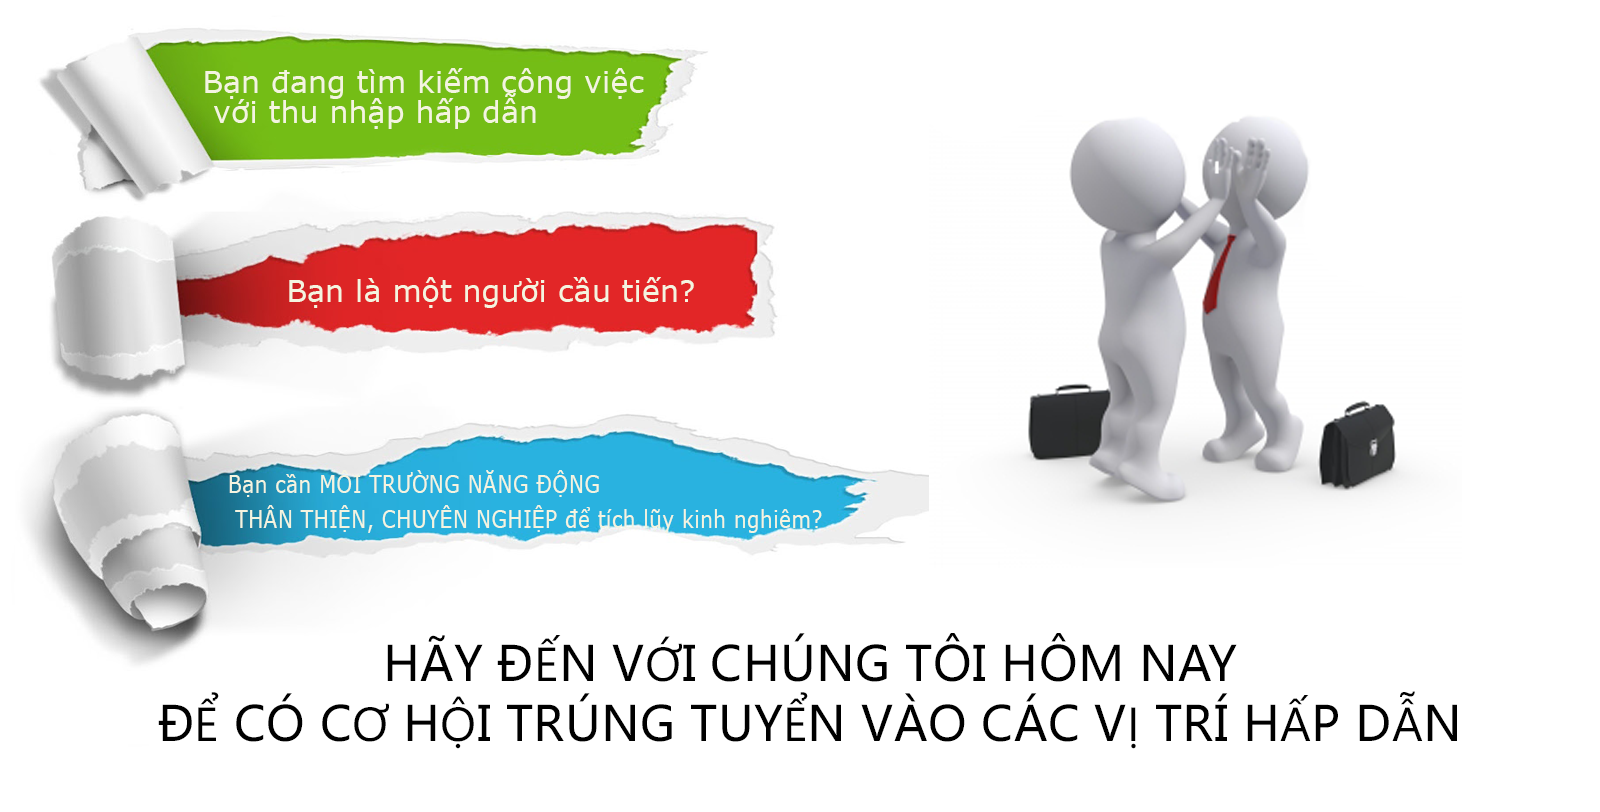 Bạn đang tìm kiếm công việc
với thu nhập hấp dẫn
Bạn là một người cầu tiến?
Bạn cần MÔI TRƯỜNG NĂNG ĐỘNG
THÂN THIỆN, CHUYÊN NGHIỆP để tích lũy kinh nghiêm?
HÃY ĐẾN VỚI CHÚNG TÔI HÔM NAY
ĐỂ CÓ CƠ HỘI TRÚNG TUYỂN VÀO CÁC VỊ TRÍ HẤP DẪN